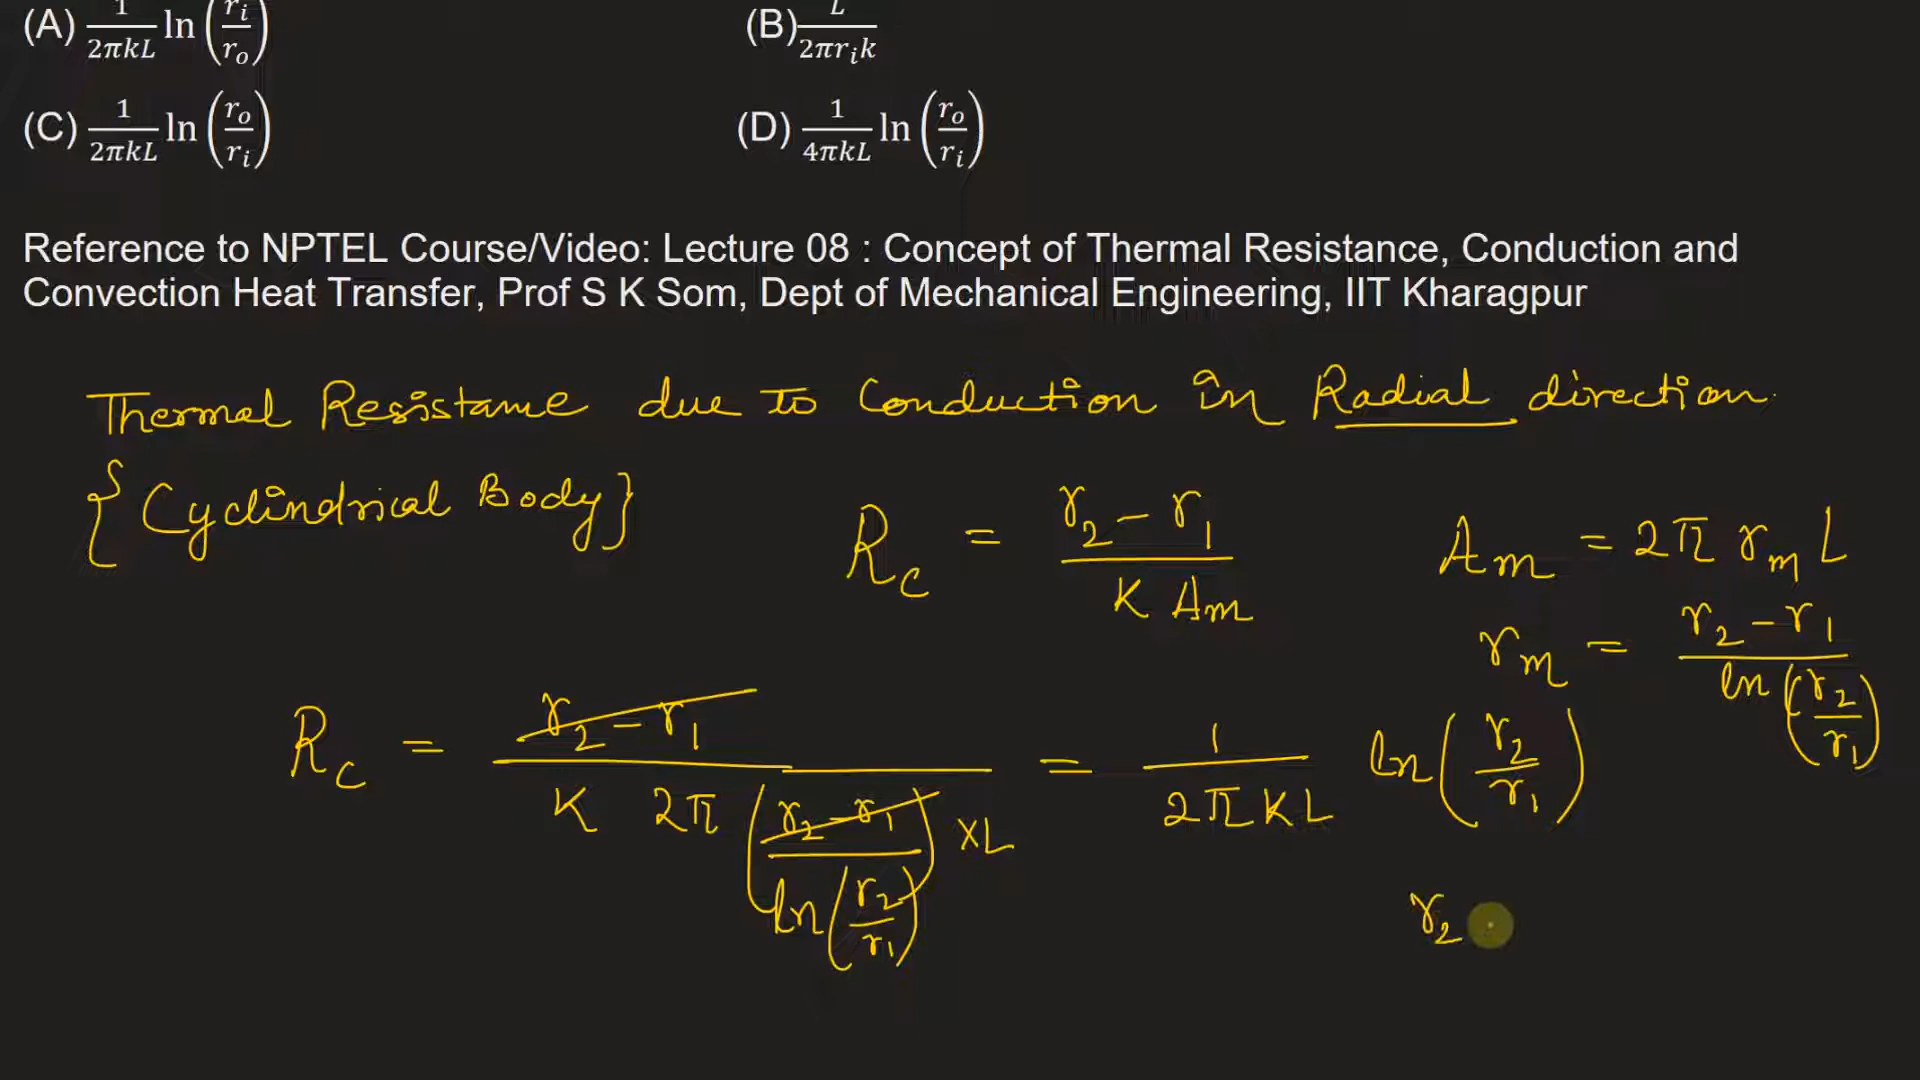 (A) 1/2πkL ln (ri/ro) (B) L/2πrik
(C) 1/2πkL ln (ro/ri) (D) 1/4πkL ln (ro/ri)
Reference to NPTEL Course/Video: Lecture 08 : Concept of Thermal Resistance, Conduction and
Convection Heat Transfer, Prof S K Som, Dept of Mechanical Engineering, IIT Kharagpur
Thermal Resistance due to Conduction in Radial direction.
{Cyclindrical Body} Rc = r2 - r1 / K Am Am = 2π rm L
rm = r2 - r1 / ln (r2/r1)
Rc = r2 - r1 / K 2π (r2 - r1 / ln (r2/r1)) XL = 1 / 2πKL ln (r2/r1)
r2